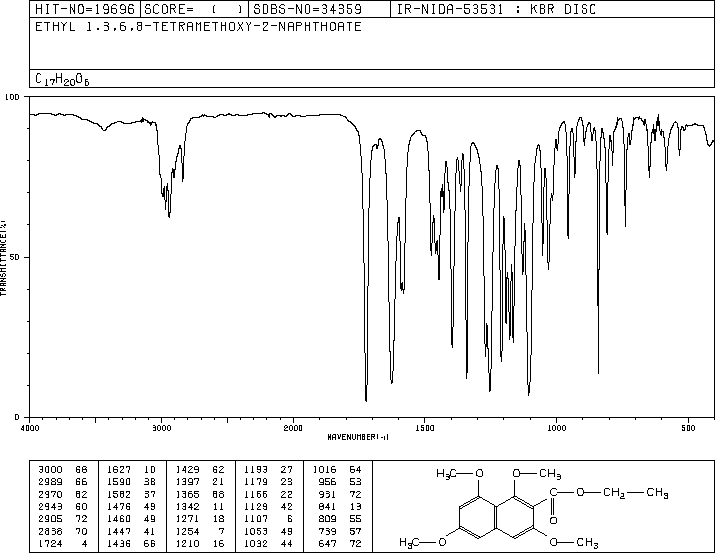 HIT-NO=19696 SCORE= ( ) SDBS-NO=34359 IR-NIDA-53531 : KBR DISC
ETHYL 1,3,6,8-TETRAMETHOXY-2-NAPHTHOATE
C17H20O6
100
50
0
TRANSMITTANCE(%)
4000 3000 2000 1500 1000 500
WAVENUMBER(-1)
3000 68 1627 10 1429 62 1193 27 1016 64
2989 66 1590 38 1397 21 1179 23 956 53
2970 62 1582 37 1365 68 1166 22 931 72
2943 60 1476 49 1342 11 1129 42 841 13
2905 72 1460 49 1271 18 1107 6 809 55
2838 70 1447 41 1254 7 1053 49 739 57
1724 4 1436 66 1210 16 1032 44 647 72
H3C O O CH3
C O CH2 CH3
O
H3C O O CH3